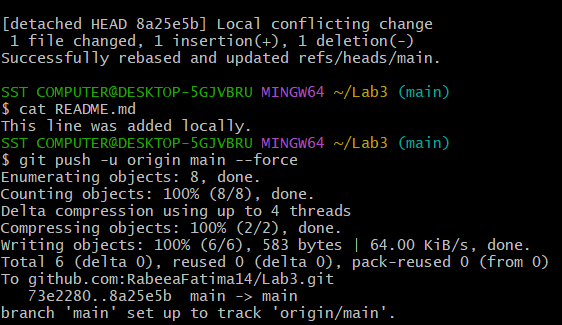 [detached HEAD 8a25e5b] Local conflicting change
 1 file changed, 1 insertion(+), 1 deletion(-)
Successfully rebased and updated refs/heads/main.

SST COMPUTER@DESKTOP-5GJVBRU MINGW64 ~/Lab3 (main)
$ cat README.md
This line was added locally.
SST COMPUTER@DESKTOP-5GJVBRU MINGW64 ~/Lab3 (main)
$ git push -u origin main --force
Enumerating objects: 8, done.
Counting objects: 100% (8/8), done.
Delta compression using up to 4 threads
Compressing objects: 100% (2/2), done.
Writing objects: 100% (6/6), 583 bytes | 64.00 KiB/s, done.
Total 6 (delta 0), reused 0 (delta 0), pack-reused 0 (from 0)
To github.com:RabeeaFatima14/Lab3.git
   73e2280..8a25e5b  main -> main
branch 'main' set up to track 'origin/main'.